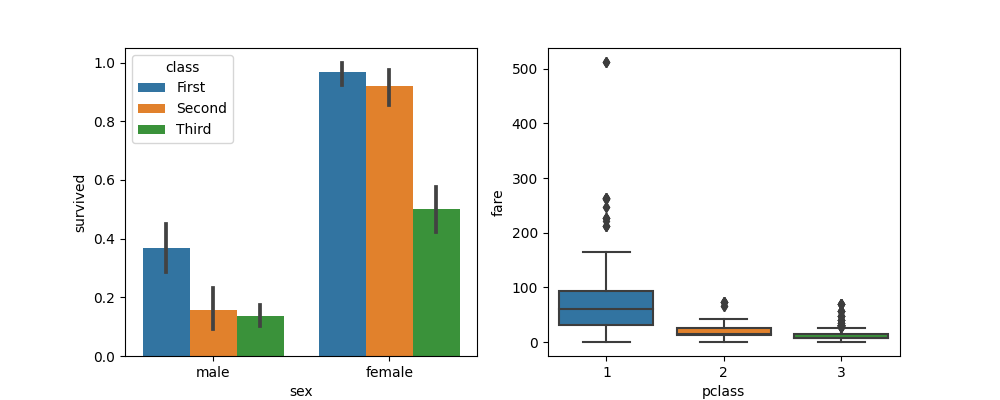 1.0
0.8
0.6
0.4
0.2
0.0
survived
class
First
Second
Third
male female
sex
500
400
300
200
100
0
fare
1 2 3
pclass